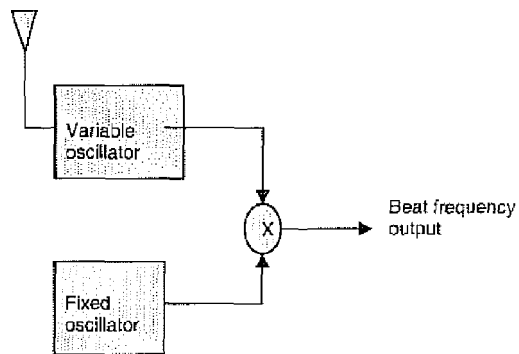 Variable
oscillator
X
Beat frequency
output
Fixed
oscillator